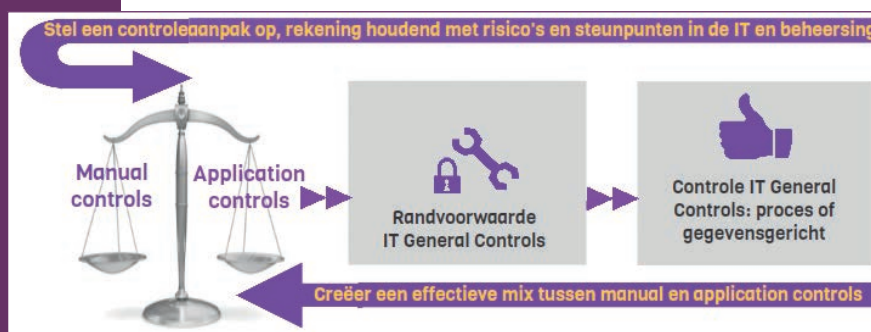 Stel een controleaanpak op, rekening houdend met risico's en steunpunten in de IT en beheersing
Manual
controls
Application
controls
Randvoorwaarde
IT General Controls
Controle IT General
Controls: proces of
gegevensgericht
Creëer een effectieve mix tussen manual en application controls